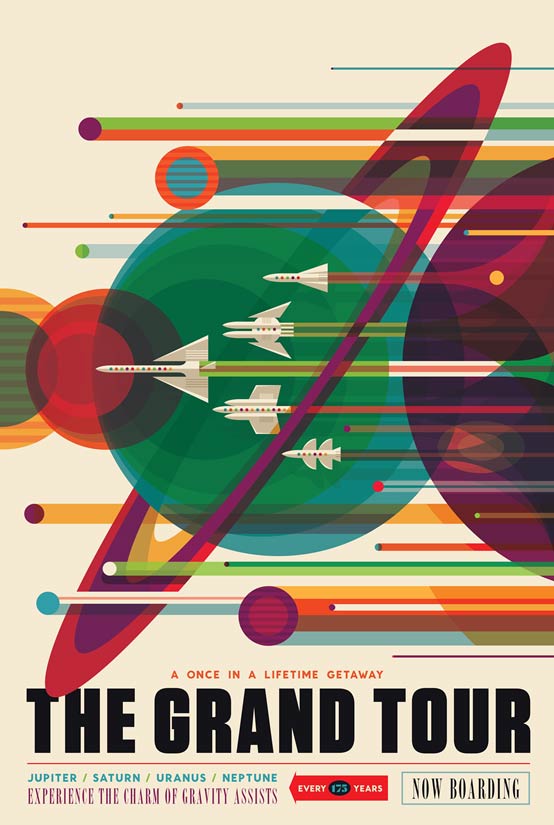 A ONCE IN A LIFETIME GETAWAY
THE GRAND TOUR
JUPITER / SATURN / URANUS / NEPTUNE
EXPERIENCE THE CHARM OF GRAVITY ASSISTS
EVERY 175 YEARS
NOW BOARDING